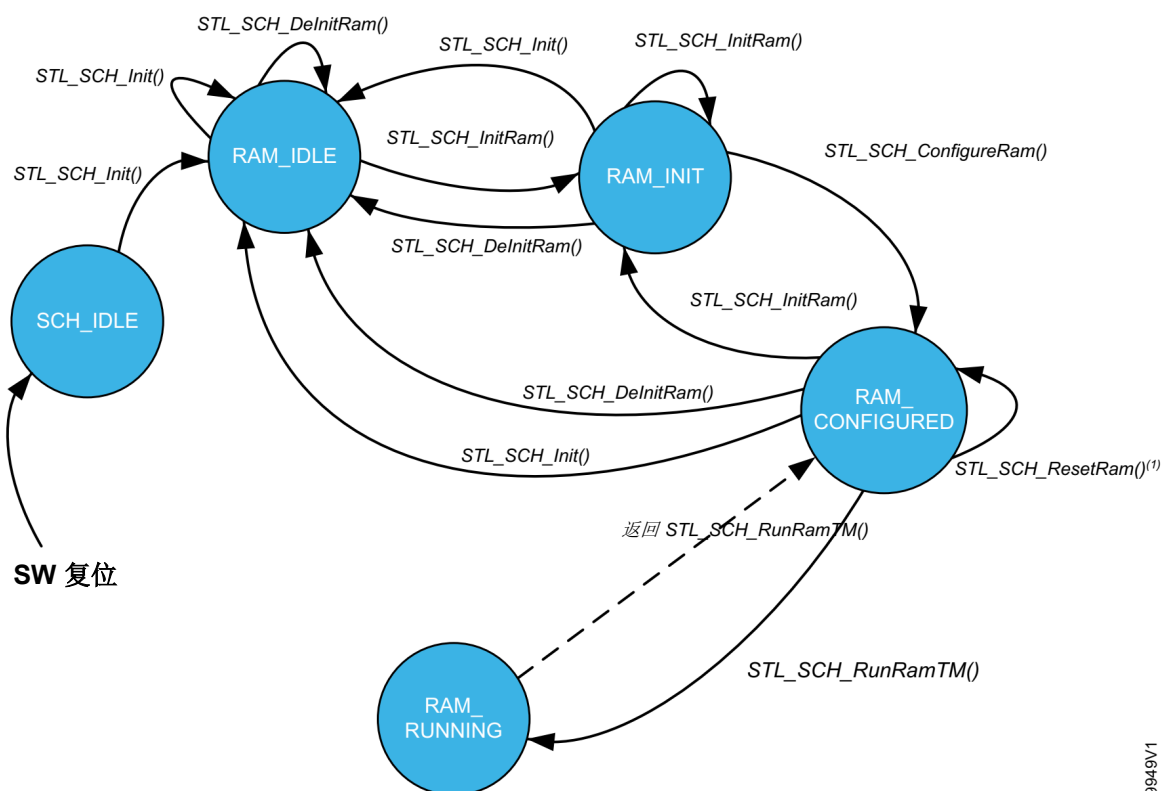 STL_SCH_DeInitRam()
STL_SCH_Init()
STL_SCH_InitRam()
STL_SCH_Init()
RAM_IDLE
STL_SCH_InitRam()
STL_SCH_ConfigureRam()
STL_SCH_Init()
RAM_INIT
STL_SCH_DeInitRam()
STL_SCH_InitRam()
SCH_IDLE
STL_SCH_DeInitRam()
RAM_
CONFIGURED
STL_SCH_Init()
STL_SCH_ResetRam()(1)
返回 STL_SCH_RunRamTM()
SW 复位
STL_SCH_RunRamTM()
RAM_
RUNNING